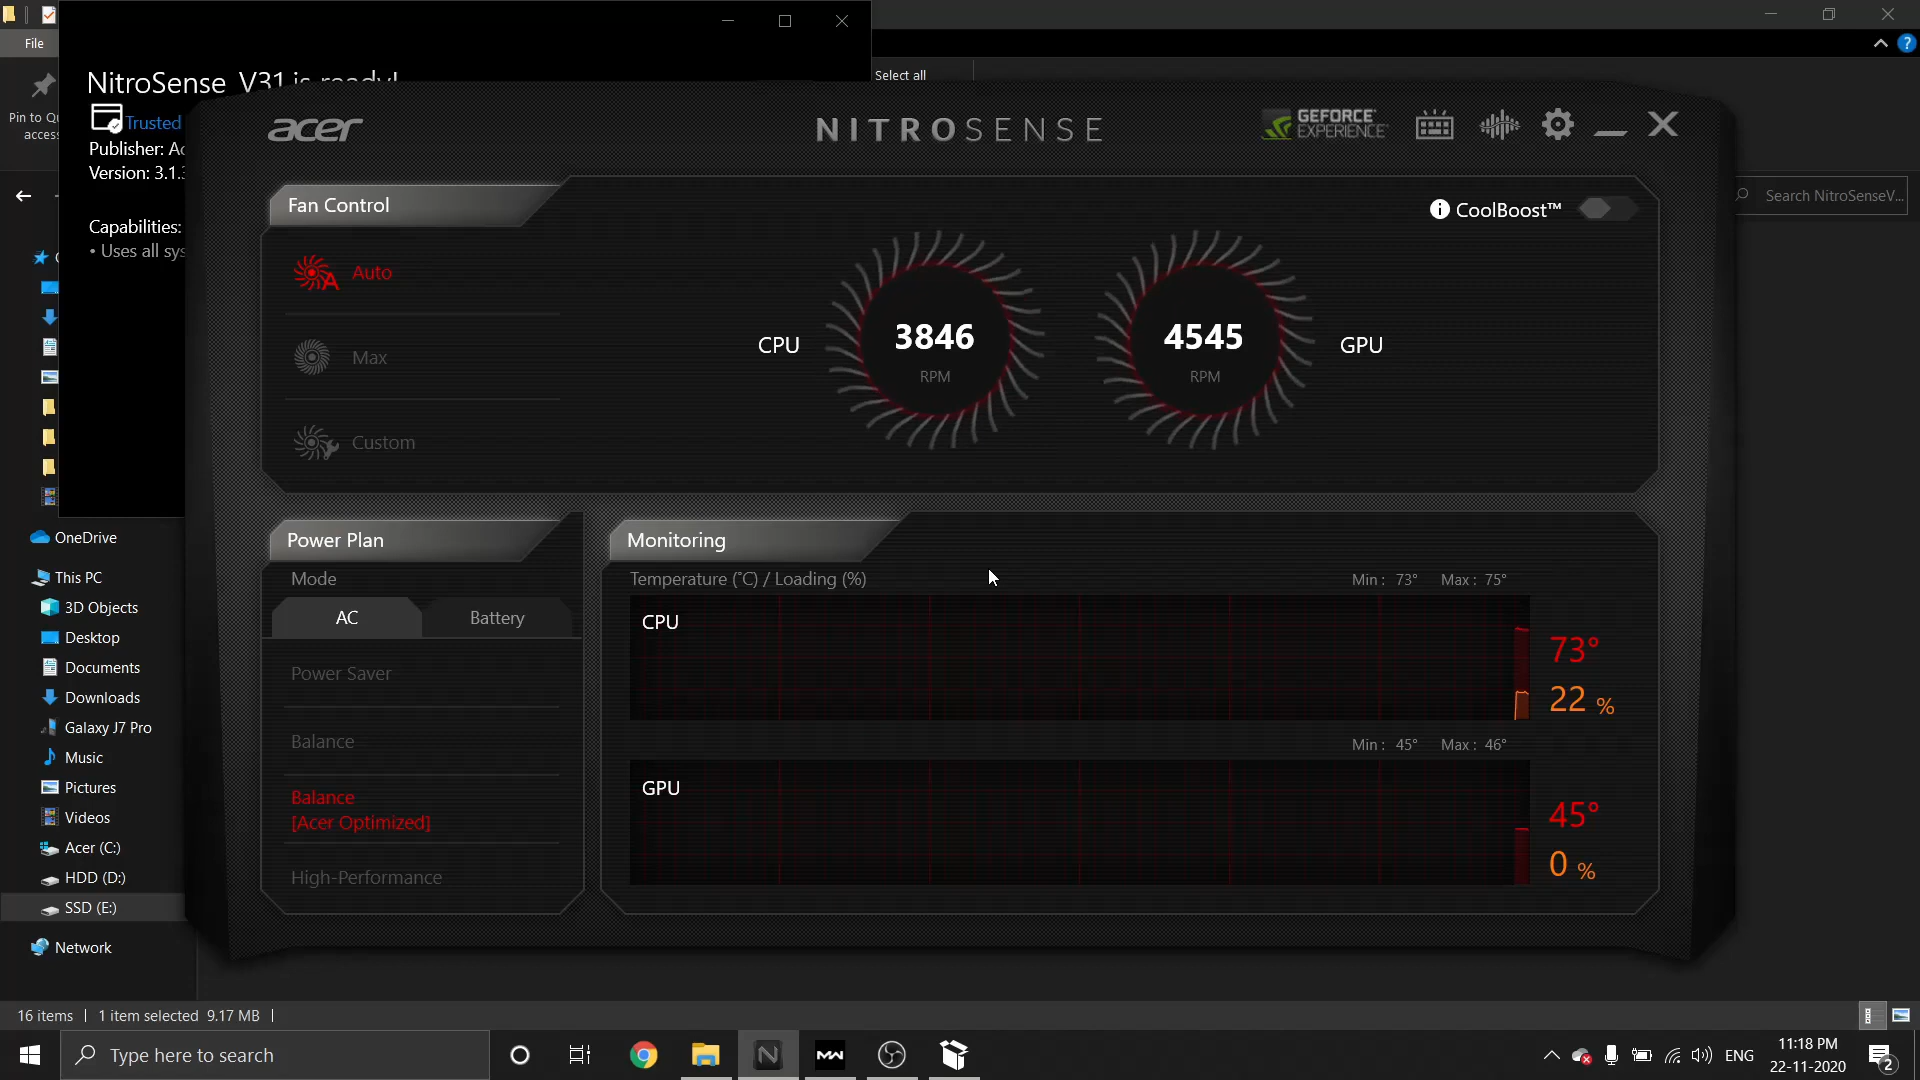 File
Select all
NitroSense_V31 is ready!
Pin to Qu
access
Trusted
Publisher: Ac
Version: 3.1.3
Capabilities:
• Uses all sys
acer
NITROSENSE
GEFORCE
EXPERIENCE
Search NitroSenseV...
Fan Control
CoolBoost™
Auto
Max
Custom
CPU
3846
RPM
4545
RPM
GPU
Power Plan
Mode
AC
Battery
Power Saver
Balance
Balance
[Acer Optimized]
High-Performance
Monitoring
Temperature (°C) / Loading (%)
Min : 73° Max : 75°
CPU
73°
22 %
Min : 45° Max : 46°
GPU
45°
0 %
OneDrive
This PC
3D Objects
Desktop
Documents
Downloads
Galaxy J7 Pro
Music
Pictures
Videos
Acer (C:)
HDD (D:)
SSD (E:)
Network
16 items
1 item selected 9.17 MB
Type here to search
N
MW
ENG
11:18 PM
22-11-2020
2